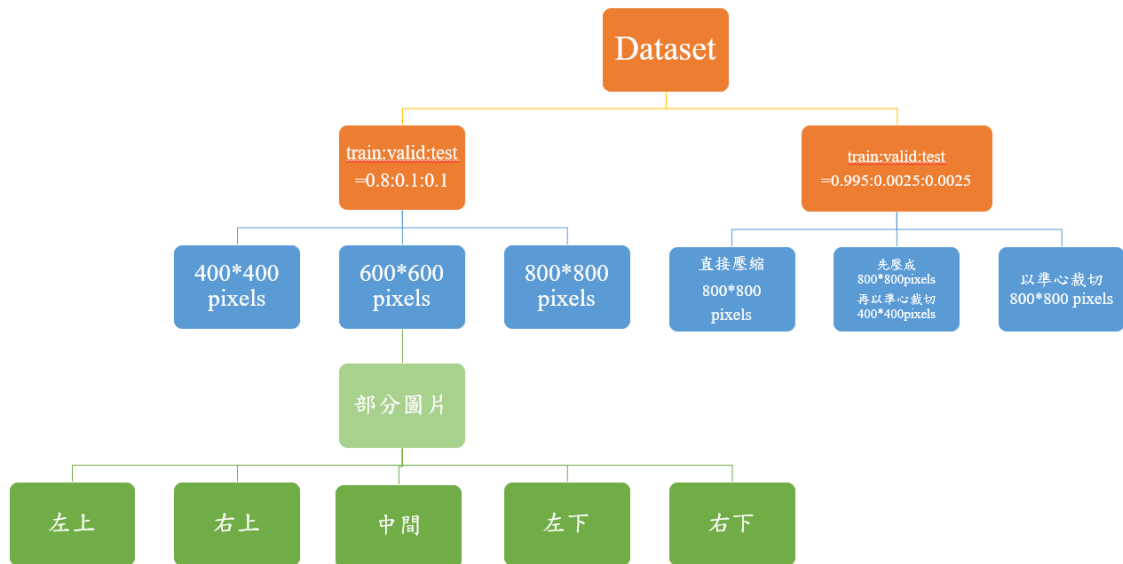 Dataset
train:valid:test
=0.8:0.1:0.1
train:valid:test
=0.995:0.0025:0.0025
400*400
pixels
600*600
pixels
800*800
pixels
直接壓縮
800*800
pixels
先壓成
800*800pixels
再以準心裁切
400*400pixels
以準心裁切
800*800 pixels
部分圖片
左上
右上
中間
左下
右下